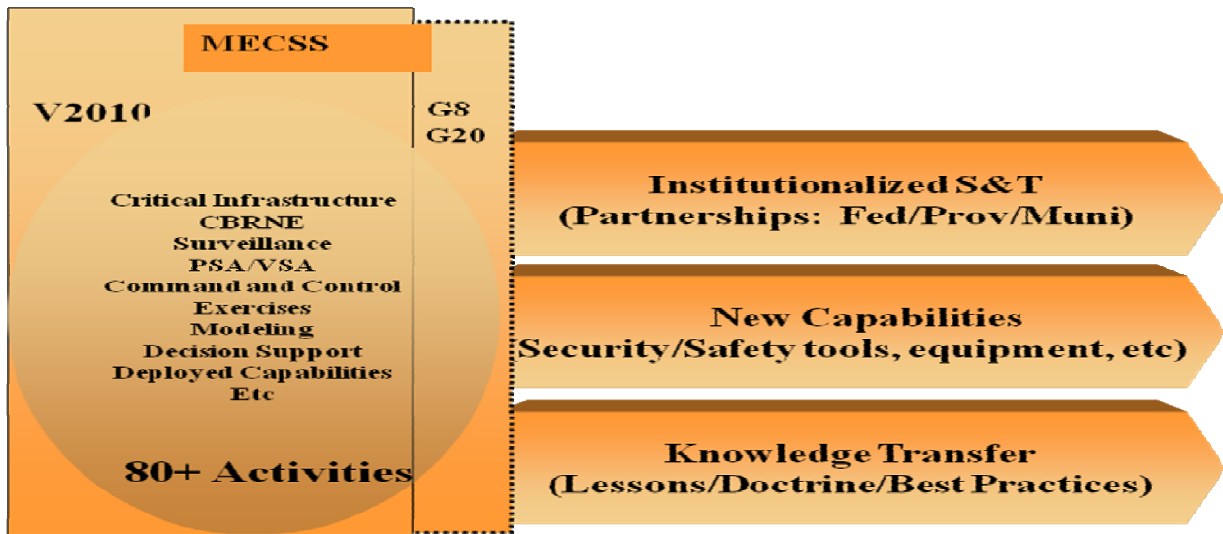 MECSS
V2010
G8
G20
Critical Infrastructure
CBRNE
Surveillance
PSA/VSA
Command and Control
Exercises
Modeling
Decision Support
Deployed Capabilities
Etc
80+ Activities
Institutionalized S&T
(Partnerships: Fed/Prov/Muni)
New Capabilities
Security/Safety tools, equipment, etc)
Knowledge Transfer
(Lessons/Doctrine/Best Practices)